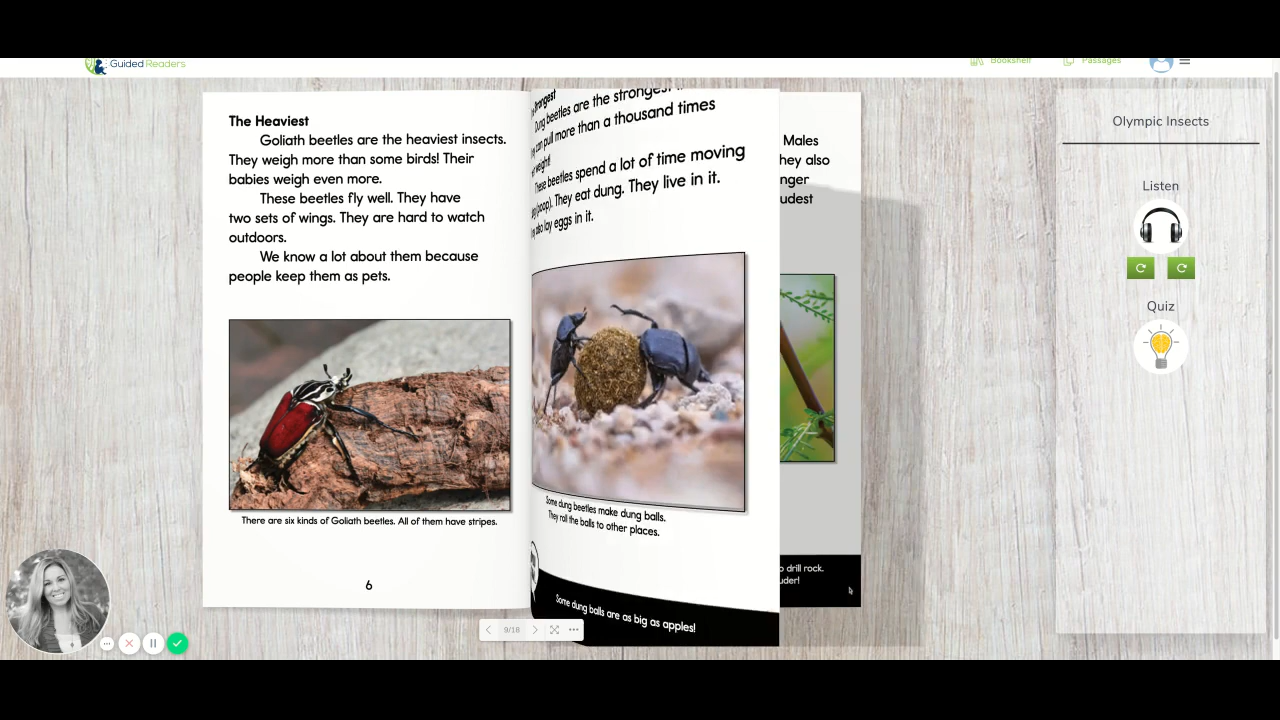 Guided Readers
Bookshelf
Passages
The Heaviest
Goliath beetles are the heaviest insects.
They weigh more than some birds! Their
babies weigh even more.
These beetles fly well. They have
two sets of wings. They are hard to watch
outdoors.
We know a lot about them because
people keep them as pets.
There are six kinds of Goliath beetles. All of them have stripes.
6
Strongest
Dung beetles are the strongest
can pull more than a thousand times
weight!
These beetles spend a lot of time moving
(poop). They eat dung. They live in it.
also lay eggs in it.
Some dung beetles make dung balls.
They roll the balls to other places.
Some dung balls are as big as apples!
Males
hey also
nger
udest
o drill rock.
uder!
9/18
Olympic Insects
Listen
Quiz